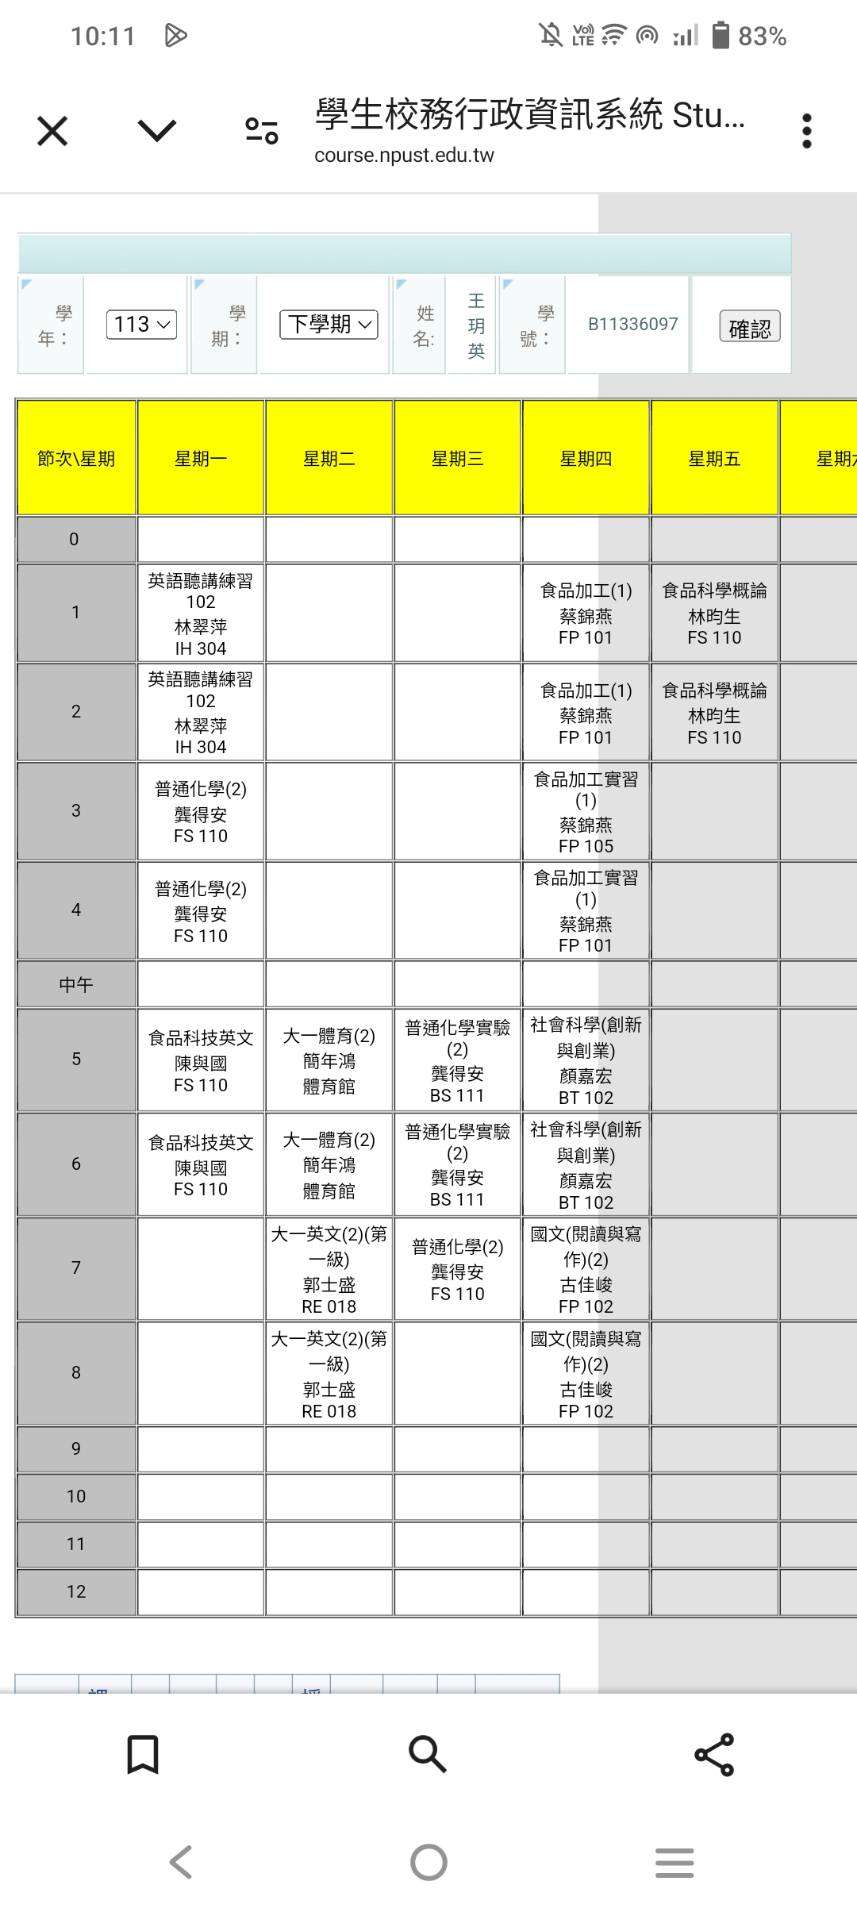 10:11
Vo)) LTE
83%
學生校務行政資訊系統 Stu...
course.npust.edu.tw
學年：
113
學期：
下學期
姓名:
王玥英
學號：
B11336097
確認
節次\星期 星期一 星期二 星期三 星期四 星期五
0
1
英語聽講練習
102
林翠萍
IH 304
食品加工(1)
蔡錦燕
FP 101
食品科學概論
林昀生
FS 110
2
英語聽講練習
102
林翠萍
IH 304
食品加工(1)
蔡錦燕
FP 101
食品科學概論
林昀生
FS 110
3
普通化學(2)
龔得安
FS 110
食品加工實習
(1)
蔡錦燕
FP 105
4
普通化學(2)
龔得安
FS 110
食品加工實習
(1)
蔡錦燕
FP 101
中午
5
食品科技英文
陳與國
FS 110
大一體育(2)
簡年鴻
體育館
普通化學實驗
(2)
龔得安
BS 111
社會科學(創新
與創業)
顏嘉宏
BT 102
6
食品科技英文
陳與國
FS 110
大一體育(2)
簡年鴻
體育館
普通化學實驗
(2)
龔得安
BS 111
社會科學(創新
與創業)
顏嘉宏
BT 102
7
大一英文(2)(第
一級)
郭士盛
RE 018
普通化學(2)
龔得安
FS 110
國文(閱讀與寫
作)(2)
古佳峻
FP 102
8
大一英文(2)(第
一級)
郭士盛
RE 018
國文(閱讀與寫
作)(2)
古佳峻
FP 102
9
10
11
12